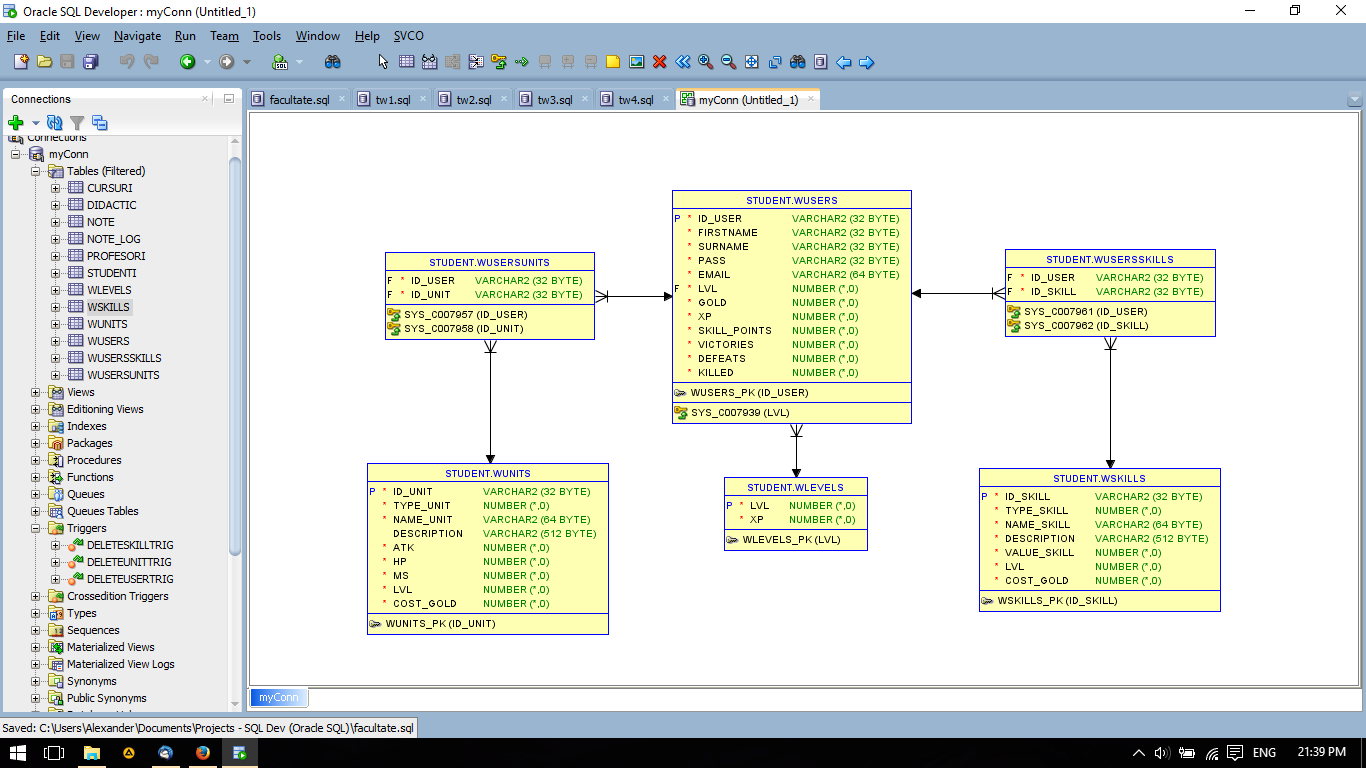 Oracle SQL Developer : myConn (Untitled_1)
File Edit View Navigate Run Team Tools Window Help SVCO
Connections
facultate.sql tw1.sql tw2.sql tw3.sql tw4.sql myConn (Untitled_1)
Connections
myConn
Tables (Filtered)
CURSURI
DIDACTIC
NOTE
NOTE_LOG
PROFESORI
STUDENTI
WLEVELS
WSKILLS
WUNITS
WUSERS
WUSERSSKILLS
WUSERSUNITS
Views
Editioning Views
Indexes
Packages
Procedures
Functions
Queues
Queues Tables
Triggers
DELETESKILLTRIG
DELETEUNITTRIG
DELETEUSERTRIG
Crossedition Triggers
Types
Sequences
Materialized Views
Materialized View Logs
Synonyms
Public Synonyms
STUDENT.WUSERSUNITS
F * ID_USER VARCHAR2 (32 BYTE)
F * ID_UNIT VARCHAR2 (32 BYTE)
SYS_C007957 (ID_USER)
SYS_C007958 (ID_UNIT)
STUDENT.WUSERS
P * ID_USER VARCHAR2 (32 BYTE)
* FIRSTNAME VARCHAR2 (32 BYTE)
* SURNAME VARCHAR2 (32 BYTE)
* PASS VARCHAR2 (32 BYTE)
* EMAIL VARCHAR2 (64 BYTE)
F * LVL NUMBER (*,0)
* GOLD NUMBER (*,0)
* XP NUMBER (*,0)
* SKILL_POINTS NUMBER (*,0)
* VICTORIES NUMBER (*,0)
* DEFEATS NUMBER (*,0)
* KILLED NUMBER (*,0)
WUSERS_PK (ID_USER)
SYS_C007939 (LVL)
STUDENT.WUSERSSKILLS
F * ID_USER VARCHAR2 (32 BYTE)
F * ID_SKILL VARCHAR2 (32 BYTE)
SYS_C007961 (ID_USER)
SYS_C007962 (ID_SKILL)
STUDENT.WUNITS
P * ID_UNIT VARCHAR2 (32 BYTE)
* TYPE_UNIT NUMBER (*,0)
* NAME_UNIT VARCHAR2 (64 BYTE)
DESCRIPTION VARCHAR2 (512 BYTE)
* ATK NUMBER (*,0)
* HP NUMBER (*,0)
* MS NUMBER (*,0)
* LVL NUMBER (*,0)
* COST_GOLD NUMBER (*,0)
WUNITS_PK (ID_UNIT)
STUDENT.WLEVELS
P * LVL NUMBER (*,0)
* XP NUMBER (*,0)
WLEVELS_PK (LVL)
STUDENT.WSKILLS
P * ID_SKILL VARCHAR2 (32 BYTE)
* TYPE_SKILL NUMBER (*,0)
* NAME_SKILL VARCHAR2 (64 BYTE)
* DESCRIPTION VARCHAR2 (512 BYTE)
* VALUE_SKILL NUMBER (*,0)
* LVL NUMBER (*,0)
* COST_GOLD NUMBER (*,0)
WSKILLS_PK (ID_SKILL)
myConn
Saved: C:\Users\Alexander\Documents\Projects - SQL Dev (Oracle SQL)\facultate.sql
ENG 21:39 PM